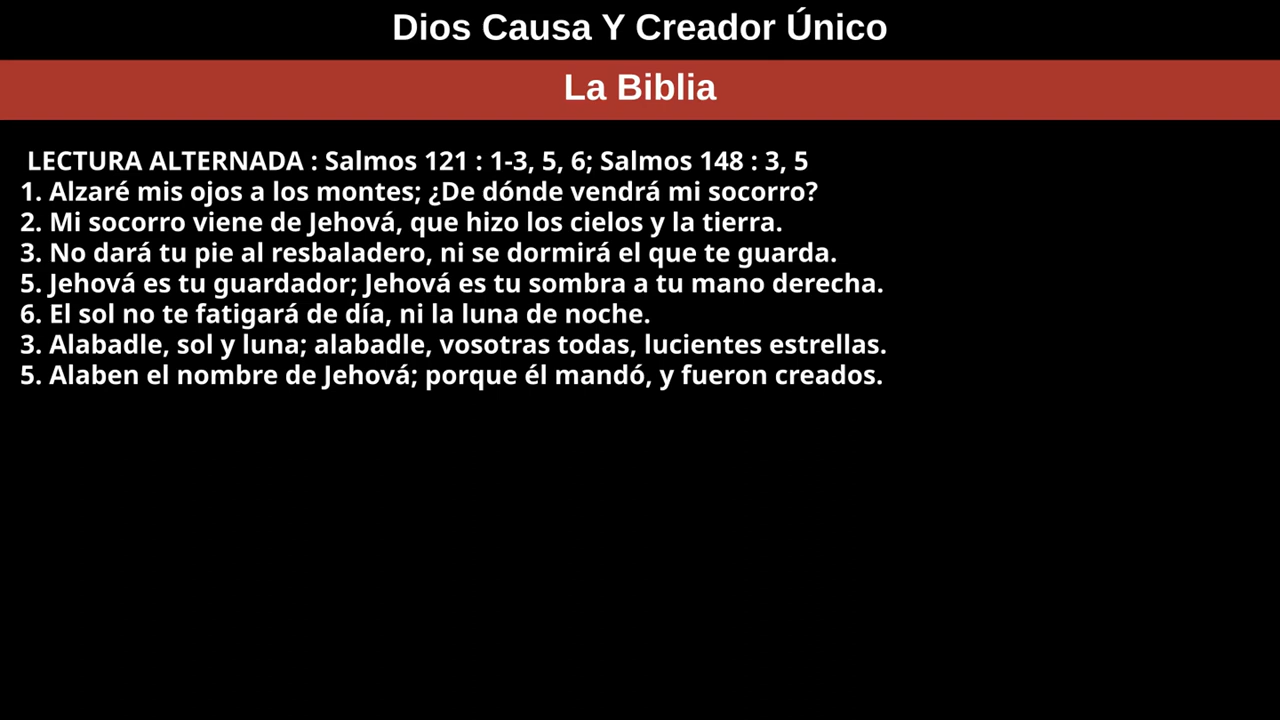 Dios Causa Y Creador Único
La Biblia
LECTURA ALTERNADA : Salmos 121 : 1-3, 5, 6; Salmos 148 : 3, 5
1. Alzaré mis ojos a los montes; ¿De dónde vendrá mi socorro?
2. Mi socorro viene de Jehová, que hizo los cielos y la tierra.
3. No dará tu pie al resbaladero, ni se dormirá el que te guarda.
5. Jehová es tu guardador; Jehová es tu sombra a tu mano derecha.
6. El sol no te fatigará de día, ni la luna de noche.
3. Alabadle, sol y luna; alabadle, vosotras todas, lucientes estrellas.
5. Alaben el nombre de Jehová; porque él mandó, y fueron creados.